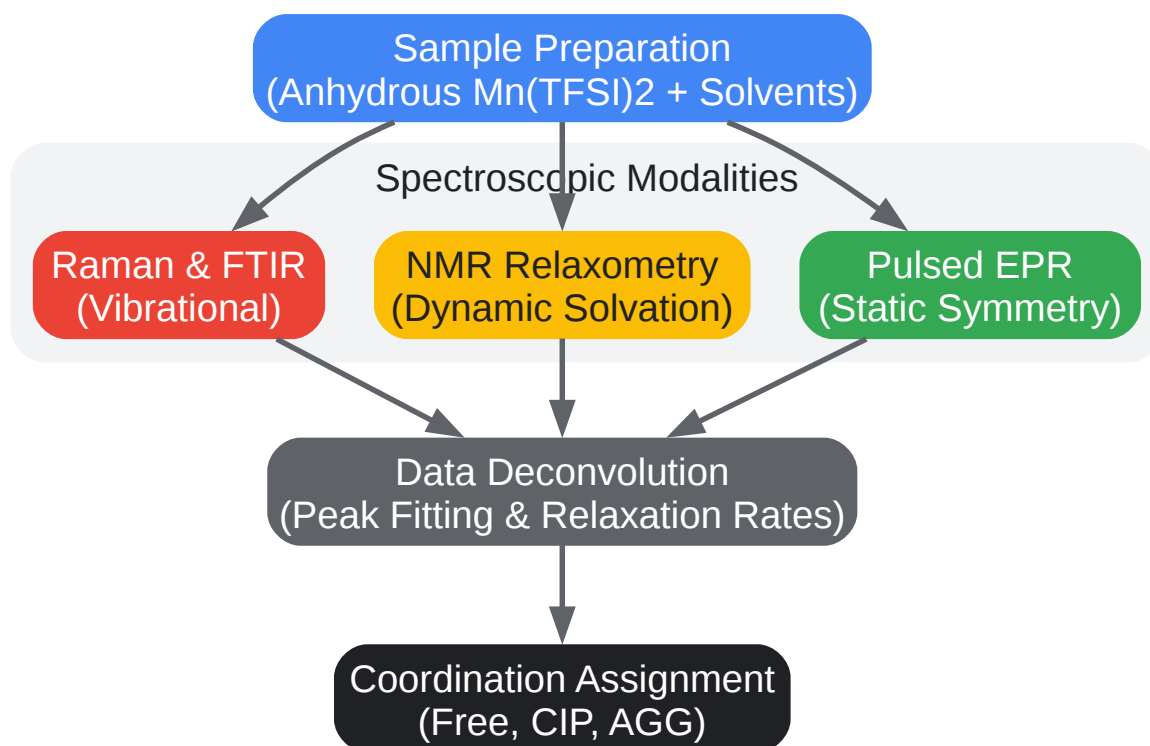 Sample Preparation
(Anhydrous Mn(TFSI)2 + Solvents)
Spectroscopic Modalities
Raman & FTIR
(Vibrational)
NMR Relaxometry
(Dynamic Solvation)
Pulsed EPR
(Static Symmetry)
Data Deconvolution
(Peak Fitting & Relaxation Rates)
Coordination Assignment
(Free, CIP, AGG)